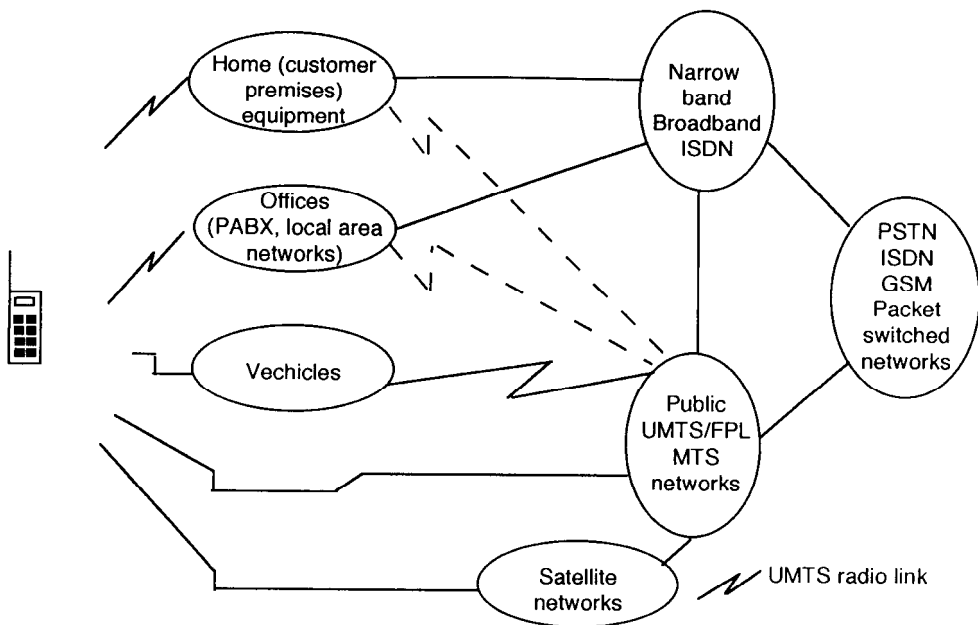 Home (customer
premises)
equipment
Narrow
band
Broadband
ISDN
Offices
(PABX, local area
networks)
PSTN
ISDN
GSM
Packet
switched
networks
Vechicles
Public
UMTS/FPL
MTS
networks
Satellite
networks
UMTS radio link